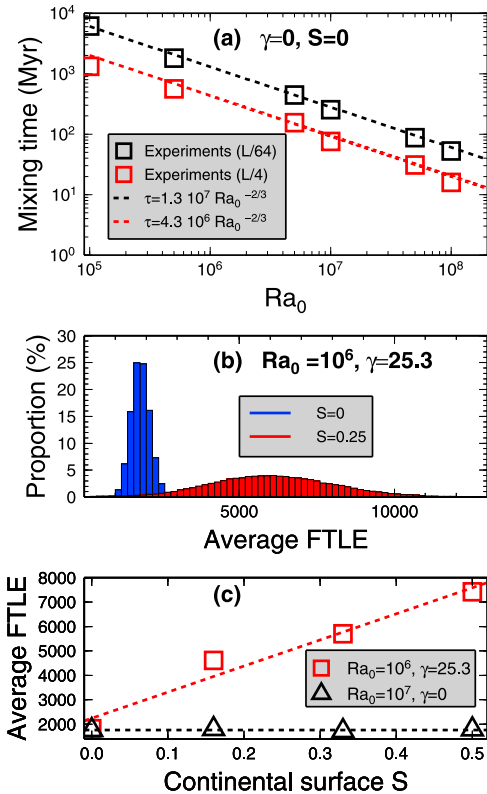 (a) γ=0, S=0
Mixing time (Myr)
10⁴
10³
10²
10¹
10⁰
Experiments (L/64)
Experiments (L/4)
τ=1.3 10⁷ Ra₀ ⁻²/³
τ=4.3 10⁶ Ra₀ ⁻²/³
10⁵ 10⁶ 10⁷ 10⁸
Ra₀
(b) Ra₀ =10⁶, γ=25.3
Proportion (%)
30
25
20
15
10
5
0
S=0
S=0.25
5000 10000
Average FTLE
(c)
Average FTLE
8000
7000
6000
5000
4000
3000
2000
Ra₀=10⁶, γ=25.3
Ra₀=10⁷, γ=0
0.0 0.1 0.2 0.3 0.4 0.5
Continental surface S